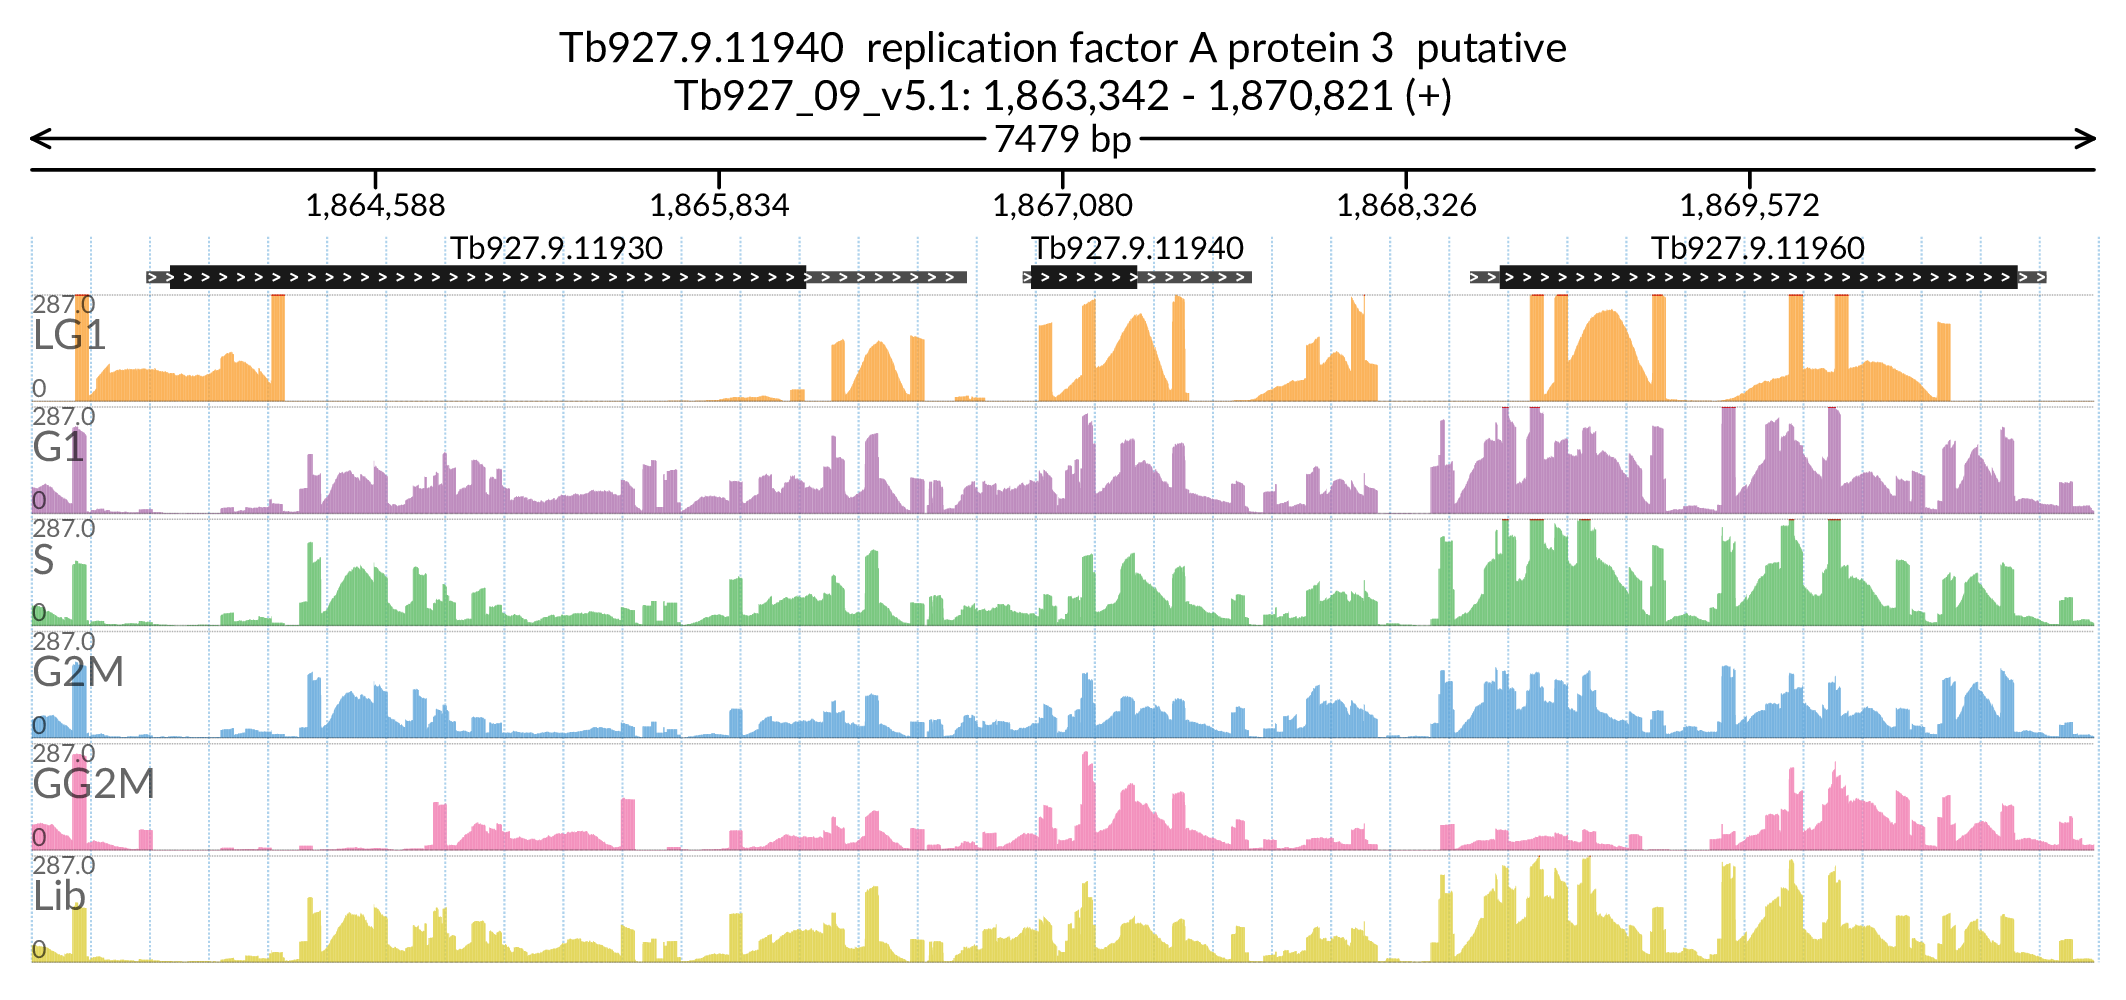 Tb927.9.11940 replication factor A protein 3 putative
Tb927_09_v5.1: 1,863,342 - 1,870,821 (+)
7479 bp
1,864,588 1,865,834 1,867,080 1,868,326 1,869,572
Tb927.9.11930 Tb927.9.11940 Tb927.9.11960
287.0
LG1
0
287.0
G1
0
287.0
S
0
287.0
G2M
0
287.0
GG2M
0
287.0
Lib
0